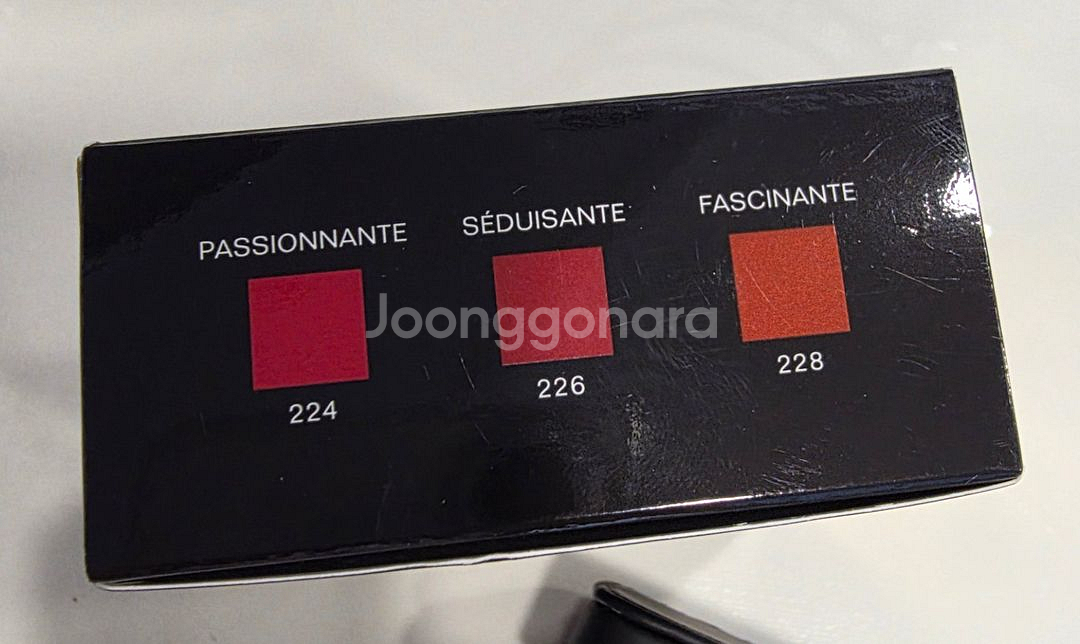 PASSIONNANTE
224
SÉDUISANTE
226
FASCINANTE
228
Joonggonara